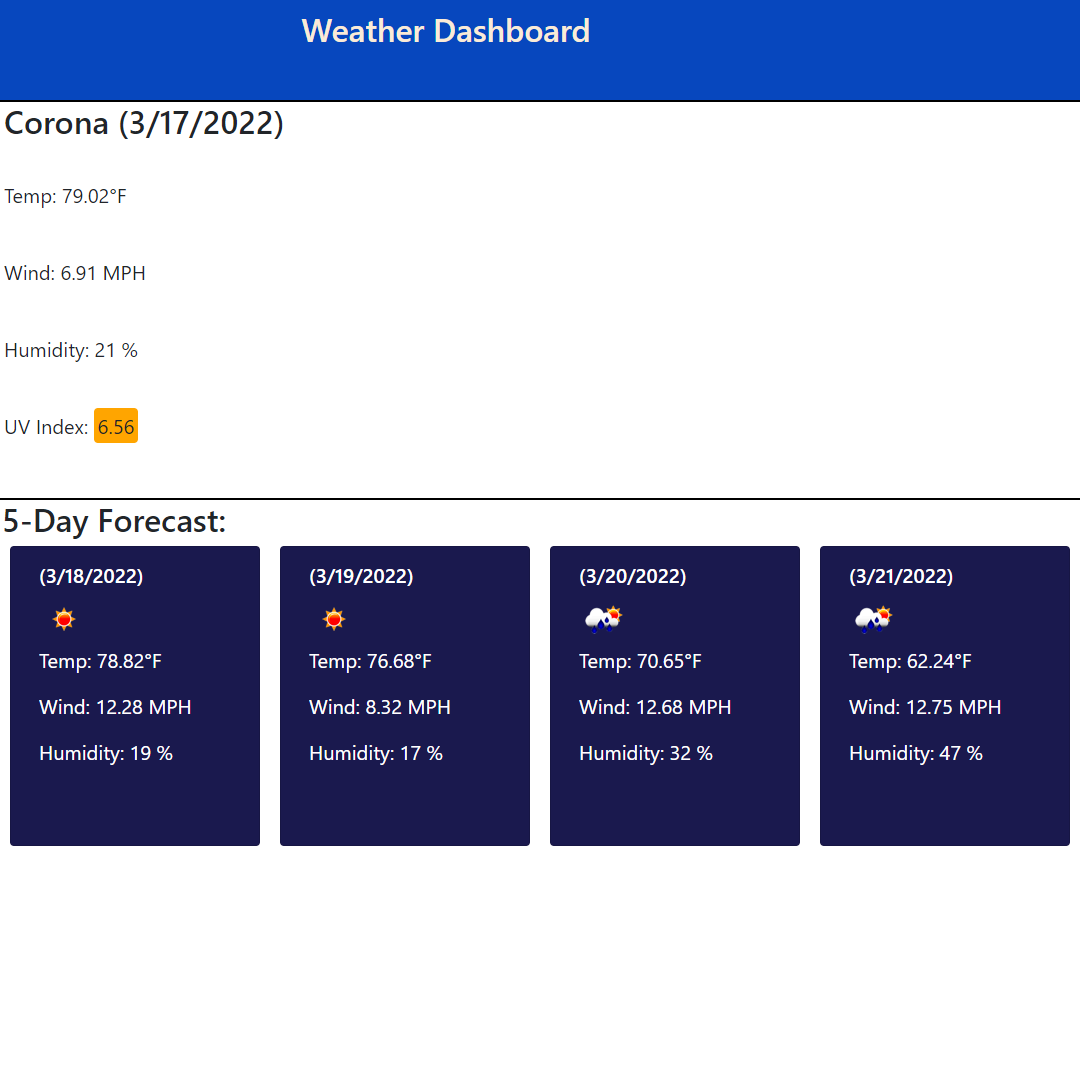 Weather Dashboard
Corona (3/17/2022)
Temp: 79.02°F
Wind: 6.91 MPH
Humidity: 21 %
UV Index: 6.56
5-Day Forecast:
(3/18/2022)
Temp: 78.82°F
Wind: 12.28 MPH
Humidity: 19 %
(3/19/2022)
Temp: 76.68°F
Wind: 8.32 MPH
Humidity: 17 %
(3/20/2022)
Temp: 70.65°F
Wind: 12.68 MPH
Humidity: 32 %
(3/21/2022)
Temp: 62.24°F
Wind: 12.75 MPH
Humidity: 47 %